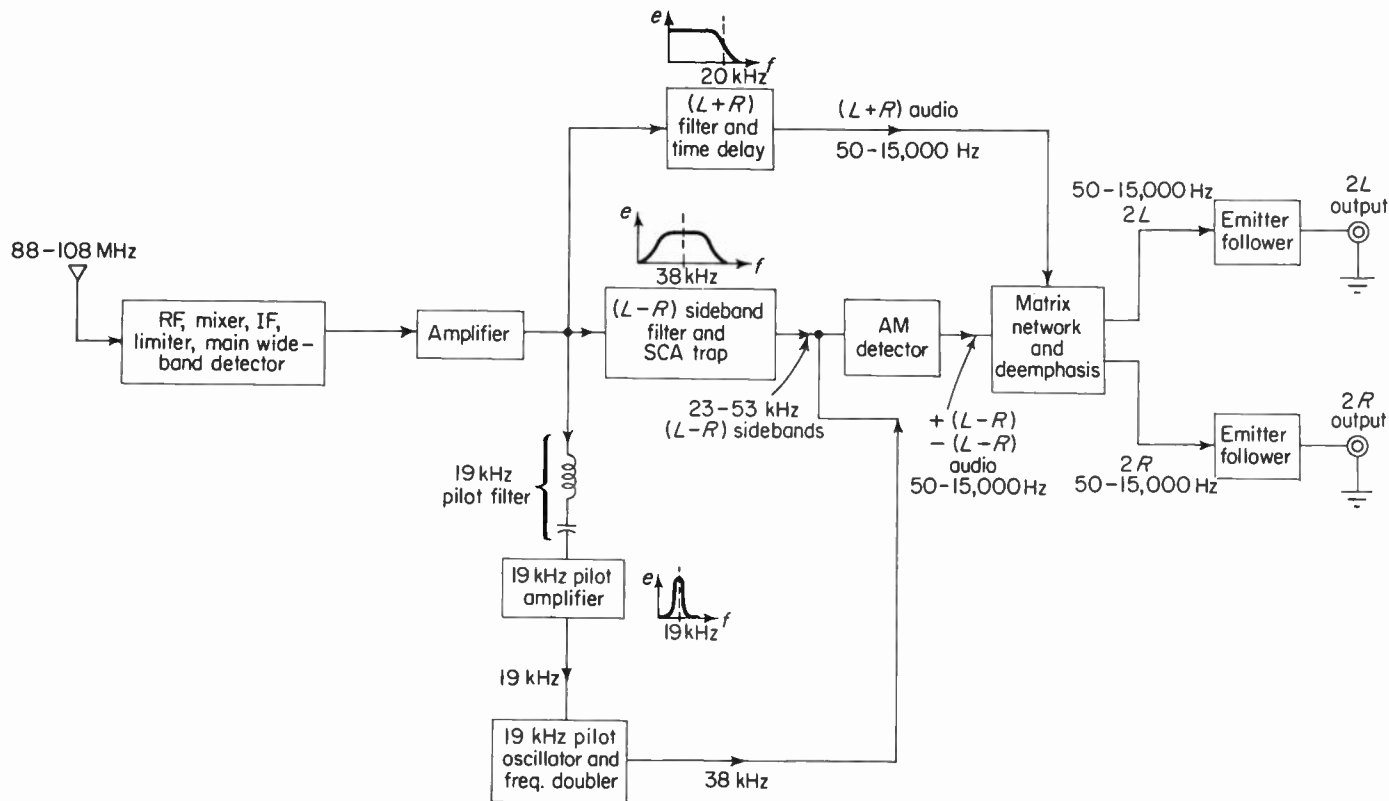 e
f
20 kHz
(L+R)
filter and
time delay
(L+R) audio
50–15,000 Hz
88–108 MHz
RF, mixer, IF,
limiter, main wide–
band detector
Amplifier
e
f
38 kHz
(L–R) sideband
filter and
SCA trap
23–53 kHz
(L–R) sidebands
AM
detector
+ (L–R)
– (L–R)
audio
50–15,000 Hz
Matrix
network
and
deemphasis
50–15,000 Hz
2L
Emitter
follower
2L
output
2R
50–15,000 Hz
Emitter
follower
2R
output
19 kHz
pilot filter
19 kHz pilot
amplifier
e
f
19 kHz
19 kHz
19 kHz pilot
oscillator and
freq. doubler
38 kHz